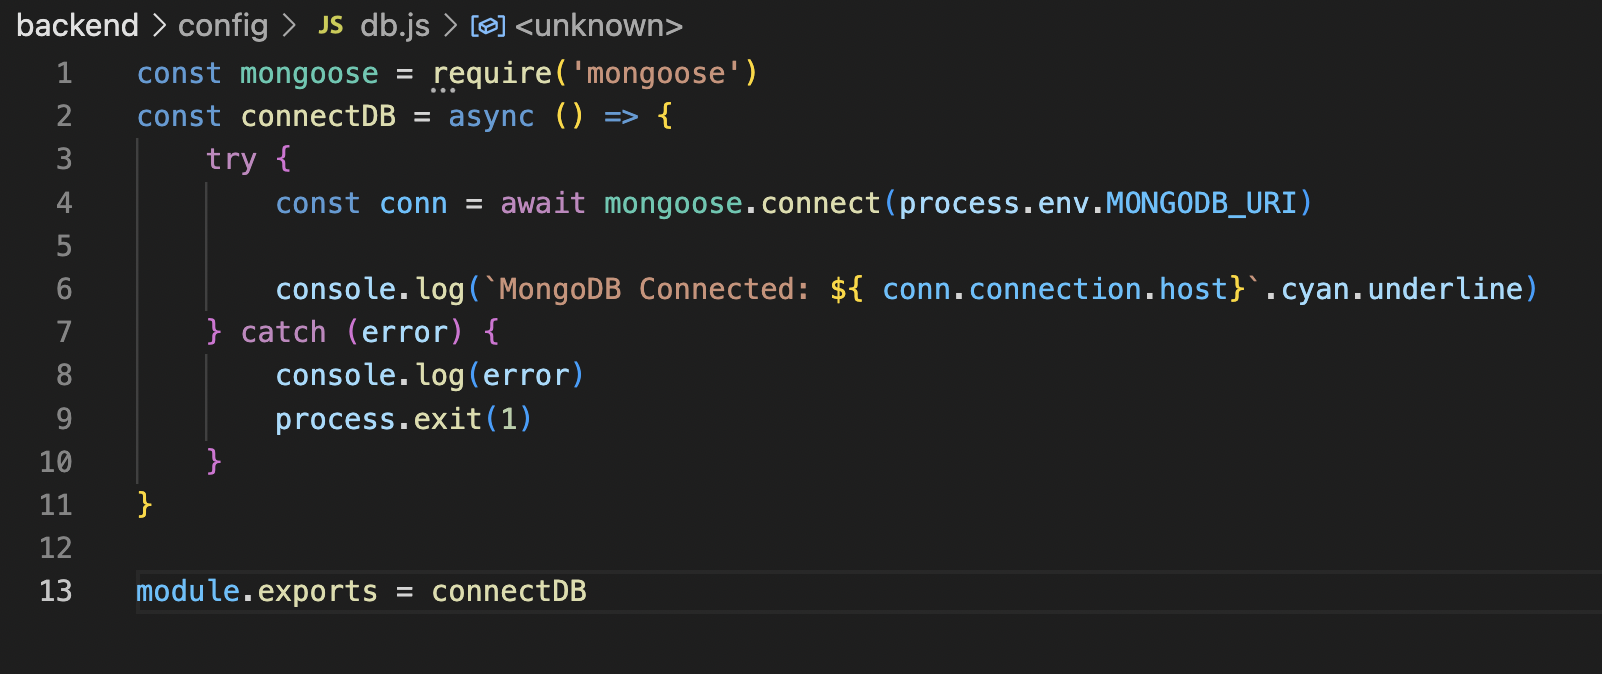 backend > config > JS db.js > <unknown>
1 const mongoose = require('mongoose')
2 const connectDB = async () => {
3 try {
4 const conn = await mongoose.connect(process.env.MONGODB_URI)
5
6 console.log(`MongoDB Connected: ${ conn.connection.host}`.cyan.underline)
7 } catch (error) {
8 console.log(error)
9 process.exit(1)
10 }
11 }
12
13 module.exports = connectDB